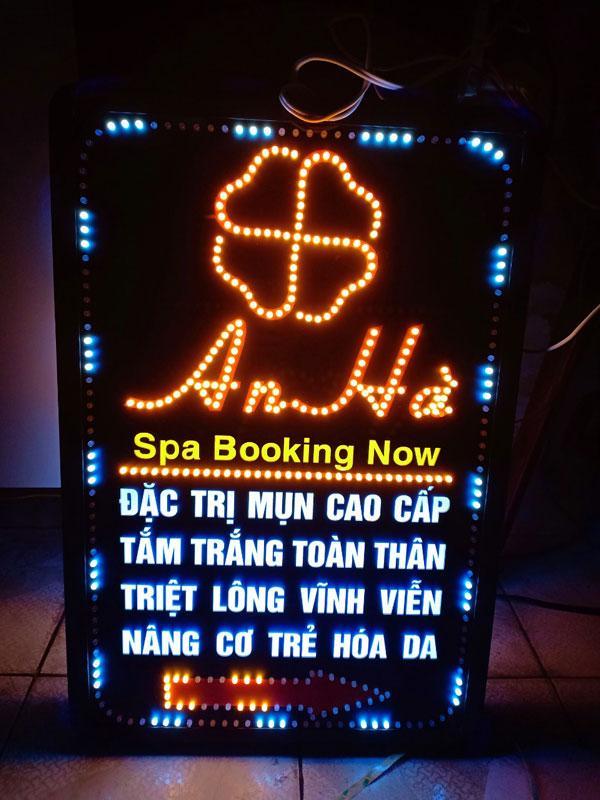 An Hà
Spa Booking Now
ĐẶC TRỊ MỤN CAO CẤP
TẮM TRẮNG TOÀN THÂN
TRIỆT LÔNG VĨNH VIỄN
NÂNG CƠ TRẺ HÓA DA